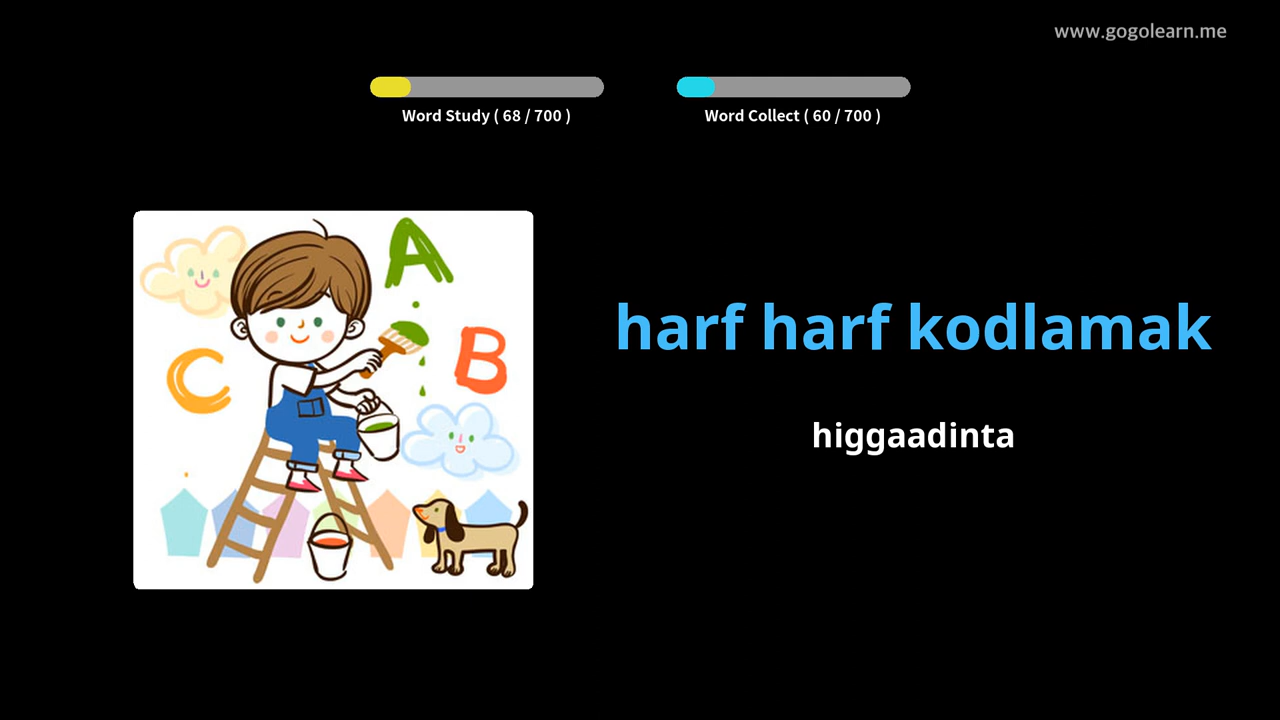 www.gogolearn.me
Word Study ( 68 / 700 )
Word Collect ( 60 / 700 )
A
B
C
harf harf kodlamak
higgaadinta